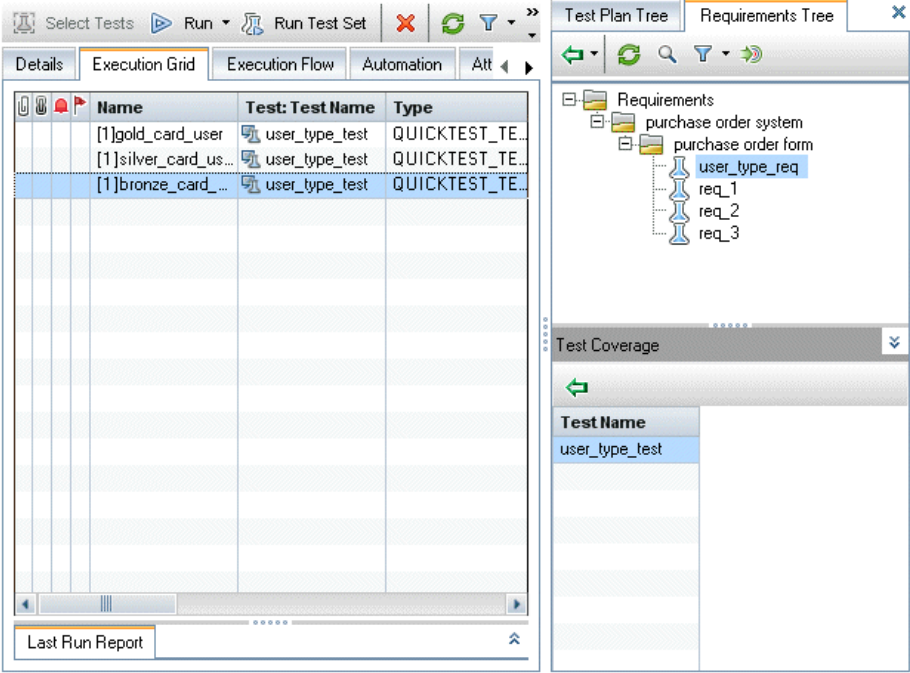 Select Tests Run Run Test Set »
Details Execution Grid Execution Flow Automation Att
Name Test: Test Name Type
[1]gold_card_user user_type_test QUICKTEST_TE...
[1]silver_card_us... user_type_test QUICKTEST_TE...
[1]bronze_card_... user_type_test QUICKTEST_TE...
Last Run Report
Test Plan Tree Requirements Tree
Requirements
purchase order system
purchase order form
user_type_req
req_1
req_2
req_3
Test Coverage
Test Name
user_type_test